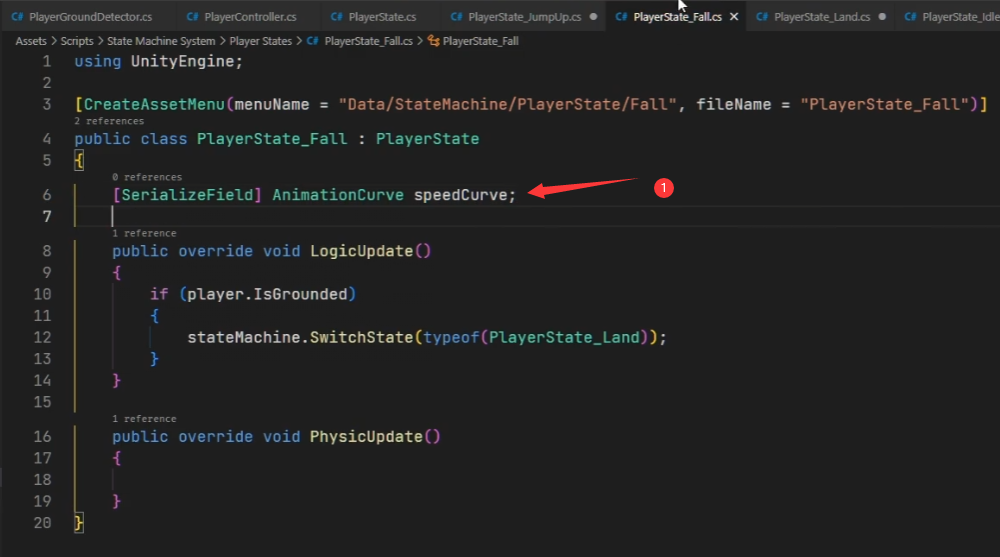 PlayerGroundDetector.cs PlayerController.cs PlayerState.cs PlayerState_JumpUp.cs PlayerState_Fall.cs PlayerState_Land.cs PlayerState_Idle
Assets > Scripts > State Machine System > Player States > C# PlayerState_Fall.cs > PlayerState_Fall
1 using UnityEngine;
2
3 [CreateAssetMenu(menuName = "Data/StateMachine/PlayerState/Fall", fileName = "PlayerState_Fall")]
2 references
4 public class PlayerState_Fall : PlayerState
5 {
0 references
6 [SerializeField] AnimationCurve speedCurve; 1
7
1 reference
8 public override void LogicUpdate()
9 {
10 if (player.IsGrounded)
11 {
12 stateMachine.SwitchState(typeof(PlayerState_Land));
13 }
14 }
15
1 reference
16 public override void PhysicUpdate()
17 {
18
19 }
20 }